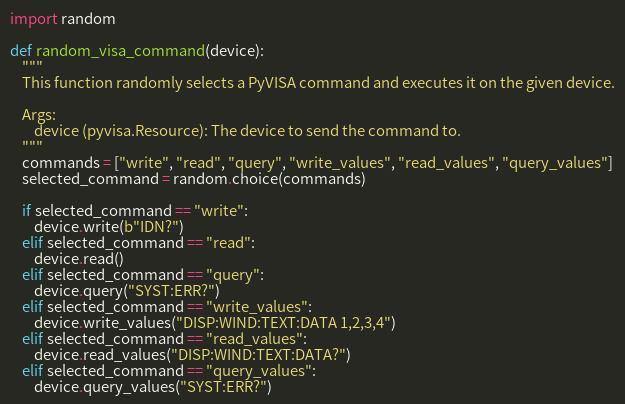 import random
def random_visa_command(device):
"""
This function randomly selects a PyVISA command and executes it on the given device.
Args:
device (pyvisa.Resource): The device to send the command to.
"""
commands = ["write", "read", "query", "write_values", "read_values", "query_values"]
selected_command = random.choice(commands)
if selected_command == "write":
device.write(b"IDN?")
elif selected_command == "read":
device.read()
elif selected_command == "query":
device.query("SYST:ERR?")
elif selected_command == "write_values":
device.write_values("DISP:WIND:TEXT:DATA 1,2,3,4")
elif selected_command == "read_values":
device.read_values("DISP:WIND:TEXT:DATA?")
elif selected_command == "query_values":
device.query_values("SYST:ERR?")